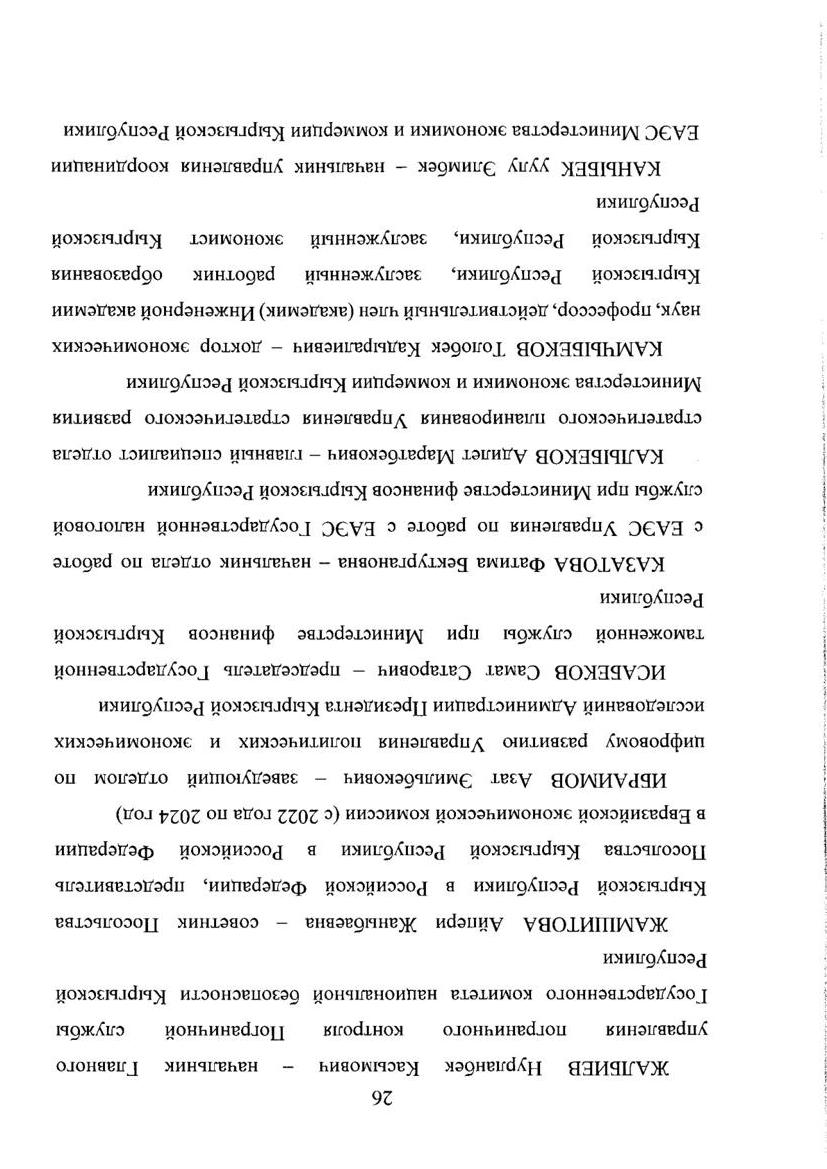 26
ЖАЛБИЕВ Нурланбек Касымович – начальник Главного
управления пограничного контроля Пограничной службы
Государственного комитета национальной безопасности Кыргызской
Республики
ЖАМШИТОВА Айпери Жаныбаевна – советник Посольства
Кыргызской Республики в Российской Федерации, представитель
Посольства Кыргызской Республики в Российской Федерации
в Евразийской экономической комиссии (с 2022 года по 2024 год)
ИБРАИМОВ Азат Эмильбекович – заведующий отделом по
цифровому развитию Управления политических и экономических
исследований Администрации Президента Кыргызской Республики
ИСАБЕКОВ Самат Сатарович – председатель Государственной
таможенной службы при Министерстве финансов Кыргызской
Республики
КАЗАТОВА Фатима Бектургановна – начальник отдела по работе
с ЕАЭС Управления по работе с ЕАЭС Государственной налоговой
службы при Министерстве финансов Кыргызской Республики
КАЛЫБЕКОВ Адилет Маратбекович – главный специалист отдела
стратегического планирования Управления стратегического развития
Министерства экономики и коммерции Кыргызской Республики
КАМЧЫБЕКОВ Толобек Кадыралиевич – доктор экономических
наук, профессор, действительный член (академик) Инженерной академии
Кыргызской Республики, заслуженный работник образования
Кыргызской Республики, заслуженный экономист Кыргызской
Республики
КАНЫБЕК уулу Элимбек – начальник управления координации
ЕАЭС Министерства экономики и коммерции Кыргызской Республики